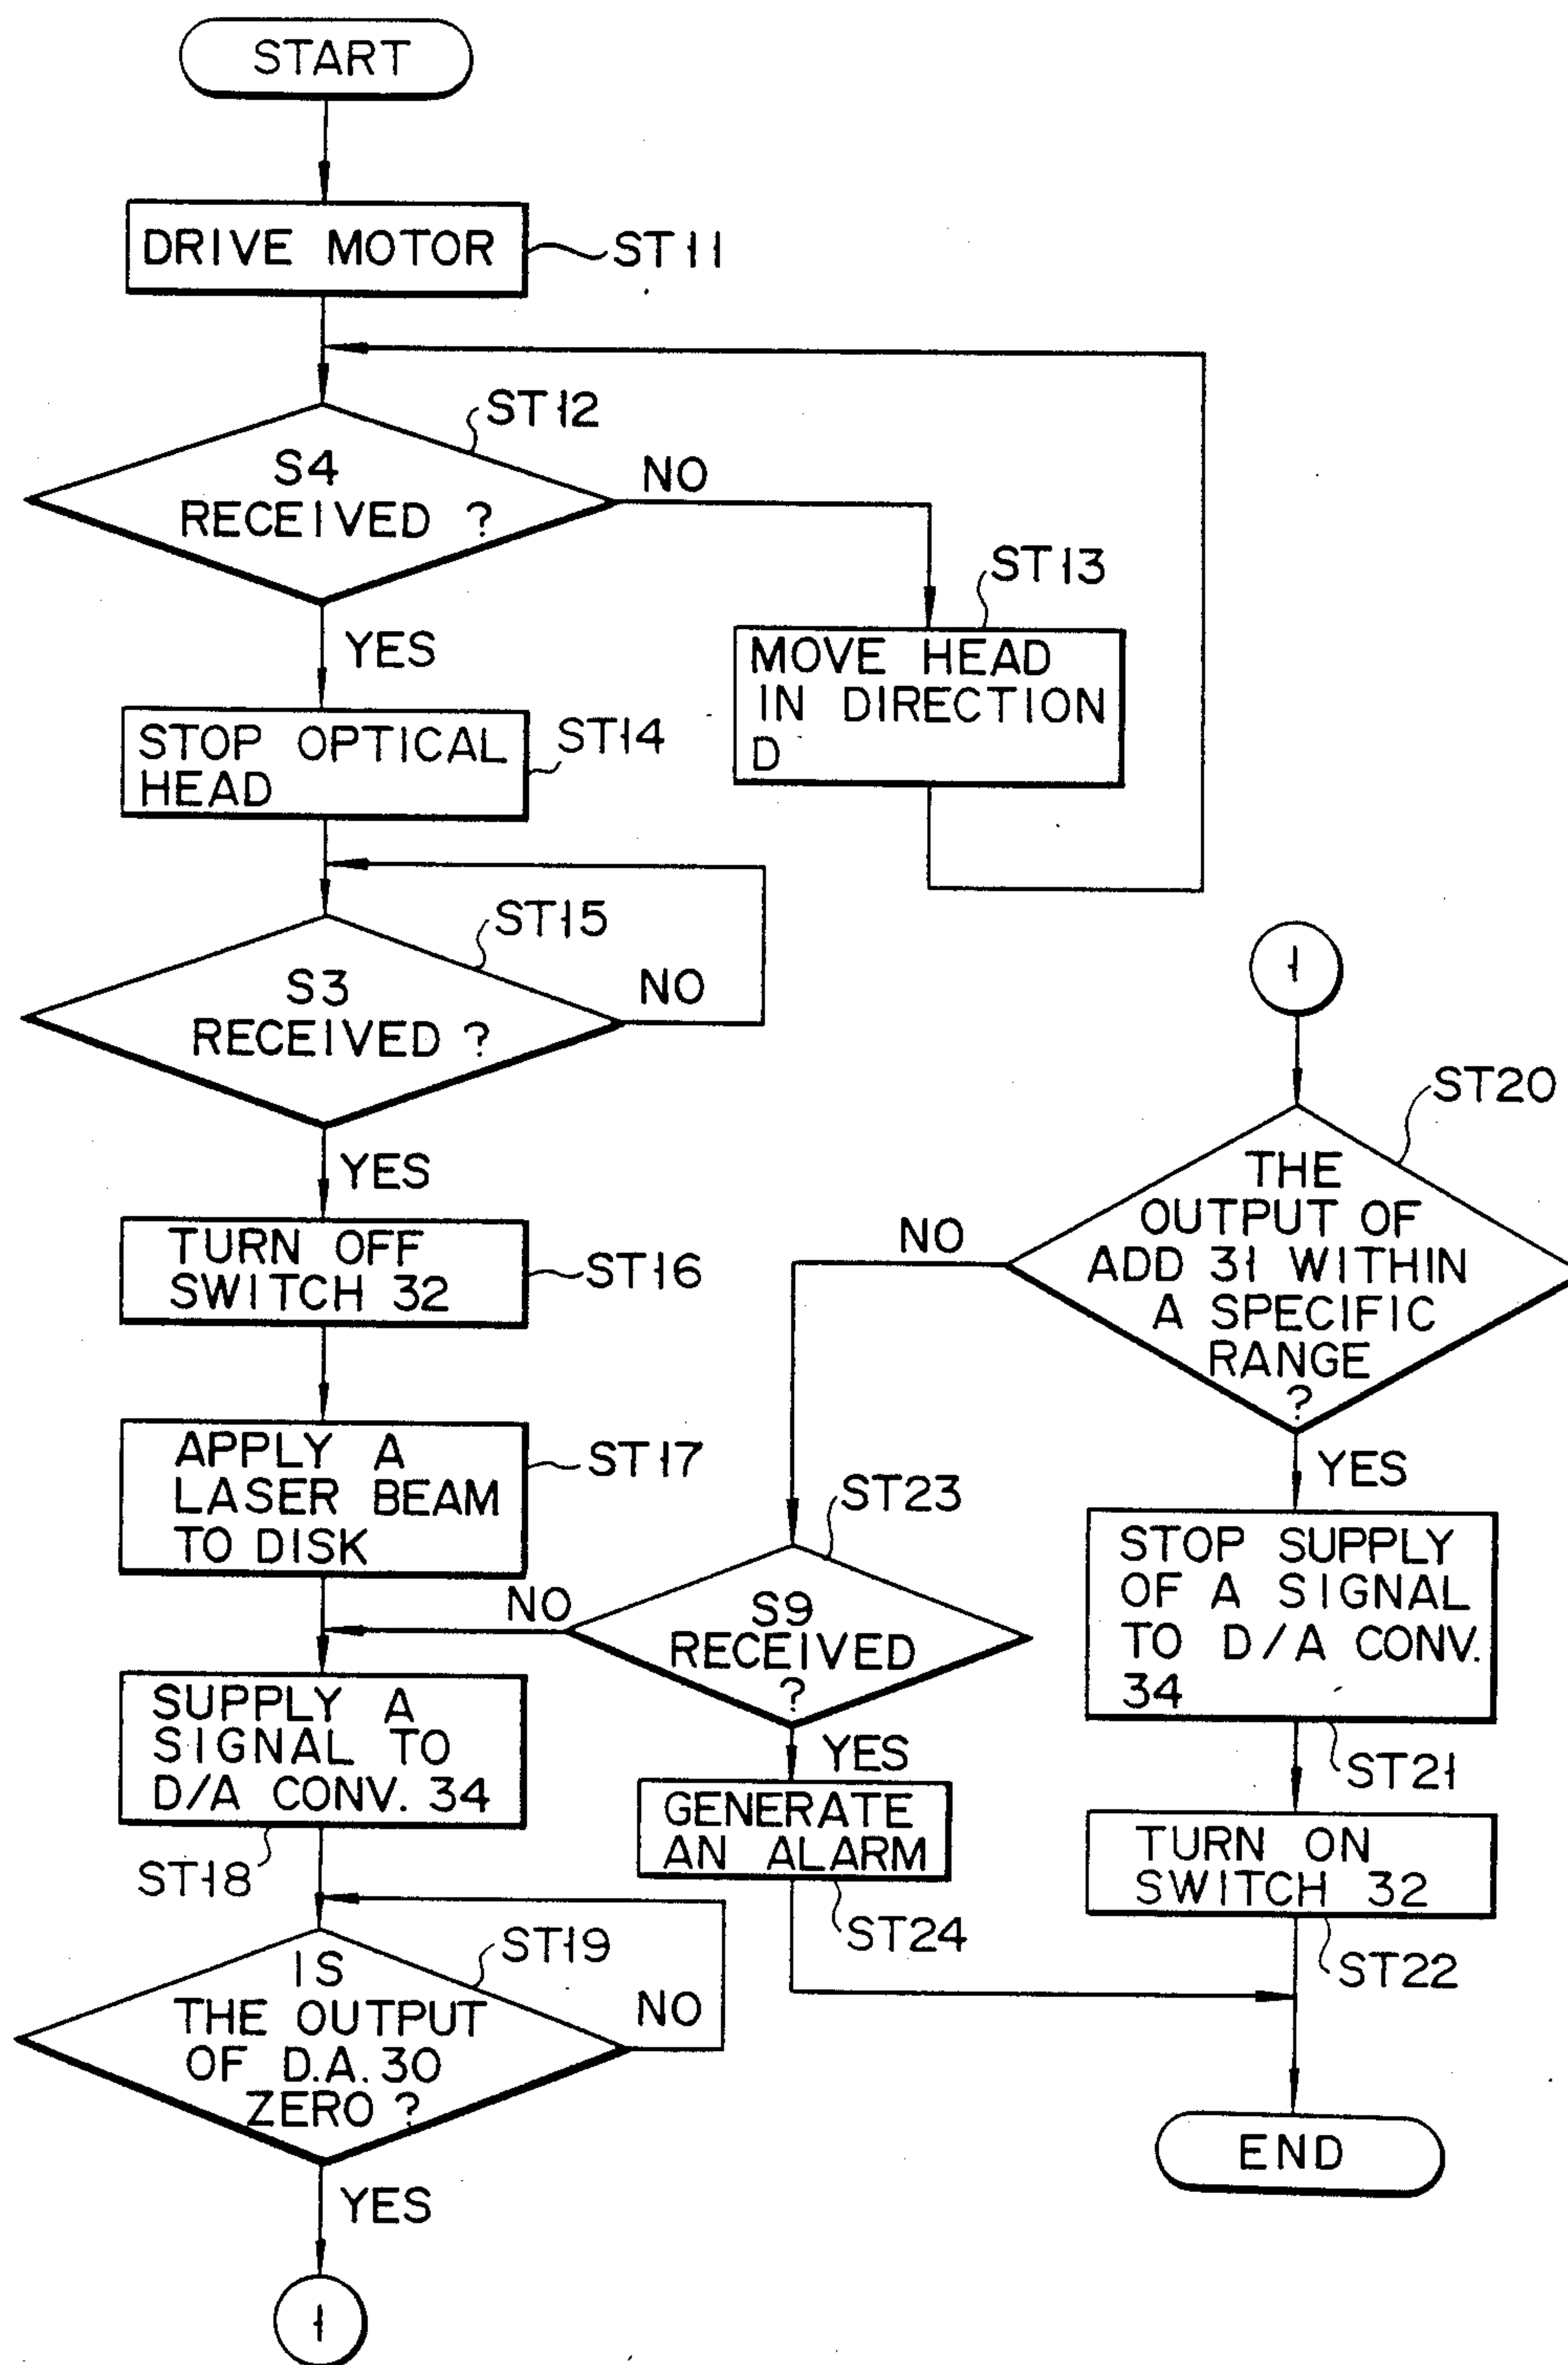 START
DRIVE MOTOR
ST11
ST12
S4
RECEIVED ?
NO
YES
ST13
MOVE HEAD
IN DIRECTION
D
STOP OPTICAL
HEAD
ST14
ST15
S3
RECEIVED ?
NO
YES
TURN OFF
SWITCH 32
ST16
APPLY A
LASER BEAM
TO DISK
ST17
SUPPLY A
SIGNAL TO
D/A CONV. 34
ST18
ST19
IS
THE OUTPUT
OF D.A. 30
ZERO ?
NO
YES
1
1
ST20
THE
OUTPUT OF
ADD 31 WITHIN
A SPECIFIC
RANGE
?
NO
YES
ST23
S9
RECEIVED
?
NO
YES
GENERATE
AN ALARM
ST24
STOP SUPPLY
OF A SIGNAL
TO D/A CONV.
34
ST21
TURN ON
SWITCH 32
ST22
END